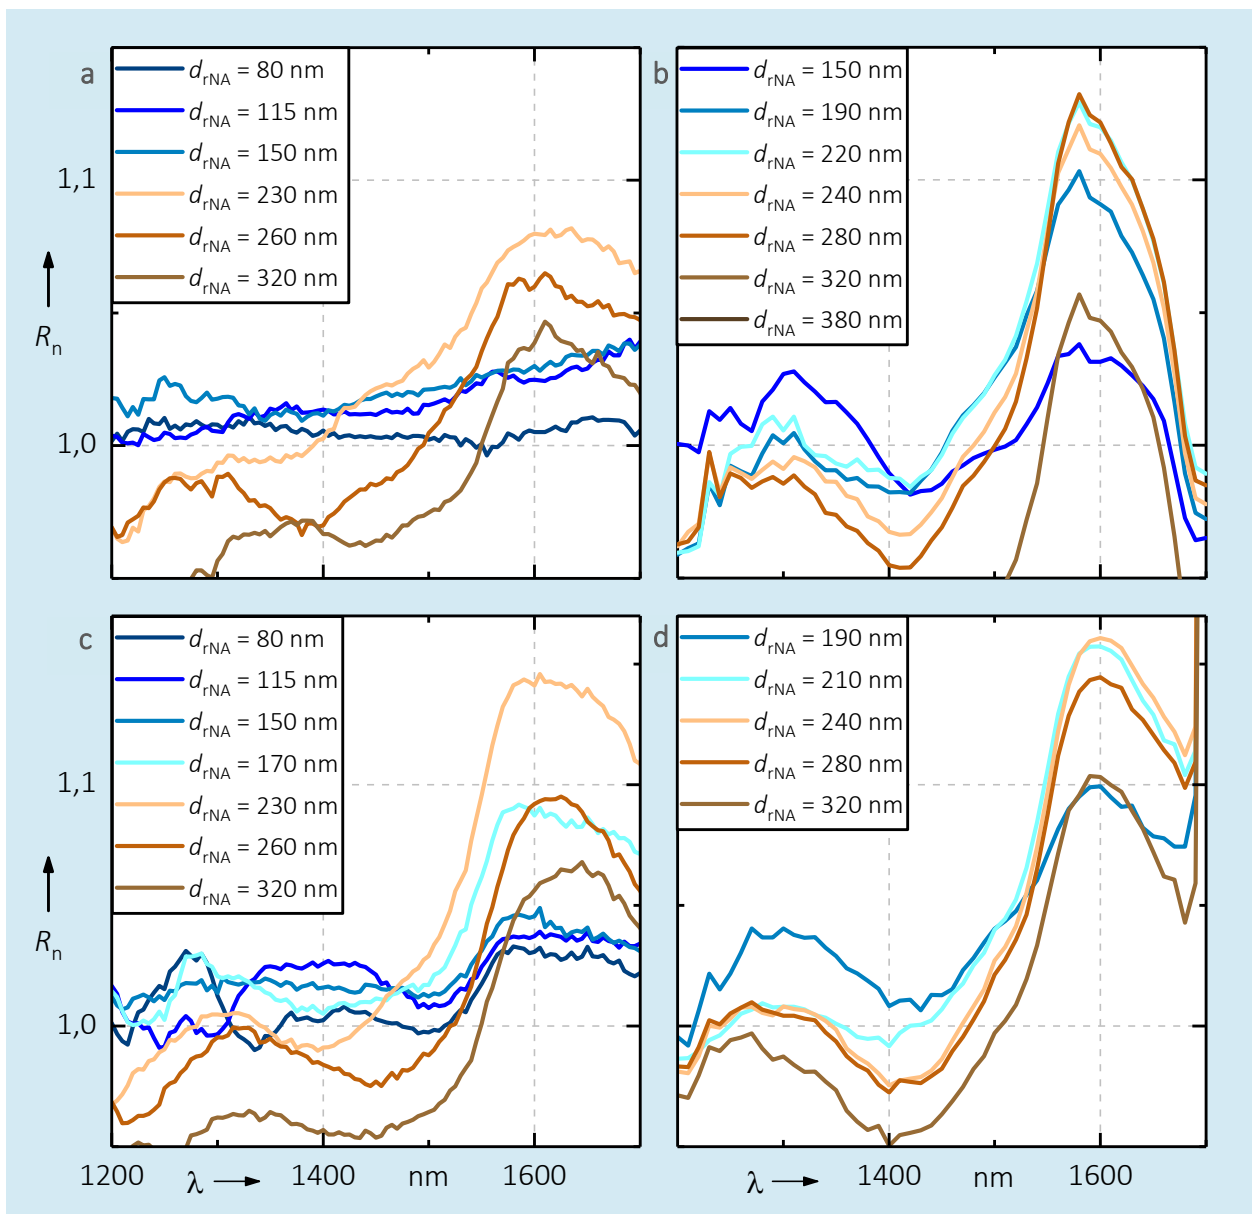 a
d_rNA = 80 nm
d_rNA = 115 nm
d_rNA = 150 nm
d_rNA = 230 nm
d_rNA = 260 nm
d_rNA = 320 nm
b
d_rNA = 150 nm
d_rNA = 190 nm
d_rNA = 220 nm
d_rNA = 240 nm
d_rNA = 280 nm
d_rNA = 320 nm
d_rNA = 380 nm
1,1
R_n
1,0
c
d_rNA = 80 nm
d_rNA = 115 nm
d_rNA = 150 nm
d_rNA = 170 nm
d_rNA = 230 nm
d_rNA = 260 nm
d_rNA = 320 nm
d
d_rNA = 190 nm
d_rNA = 210 nm
d_rNA = 240 nm
d_rNA = 280 nm
d_rNA = 320 nm
1,1
R_n
1,0
1200 λ → 1400 nm 1600
λ → 1400 nm 1600